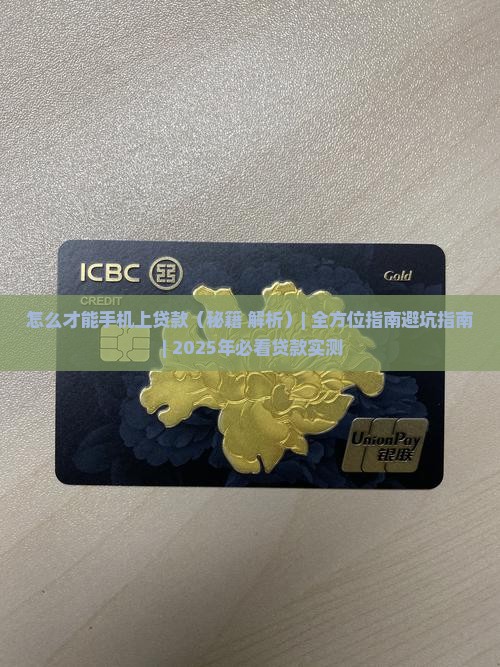 ICBC
Gold
CREDIT
怎么才能手机上贷款（秘籍 解析）| 全方位指南避坑指南
| 2025年必看贷款实测
UnionPay
银联